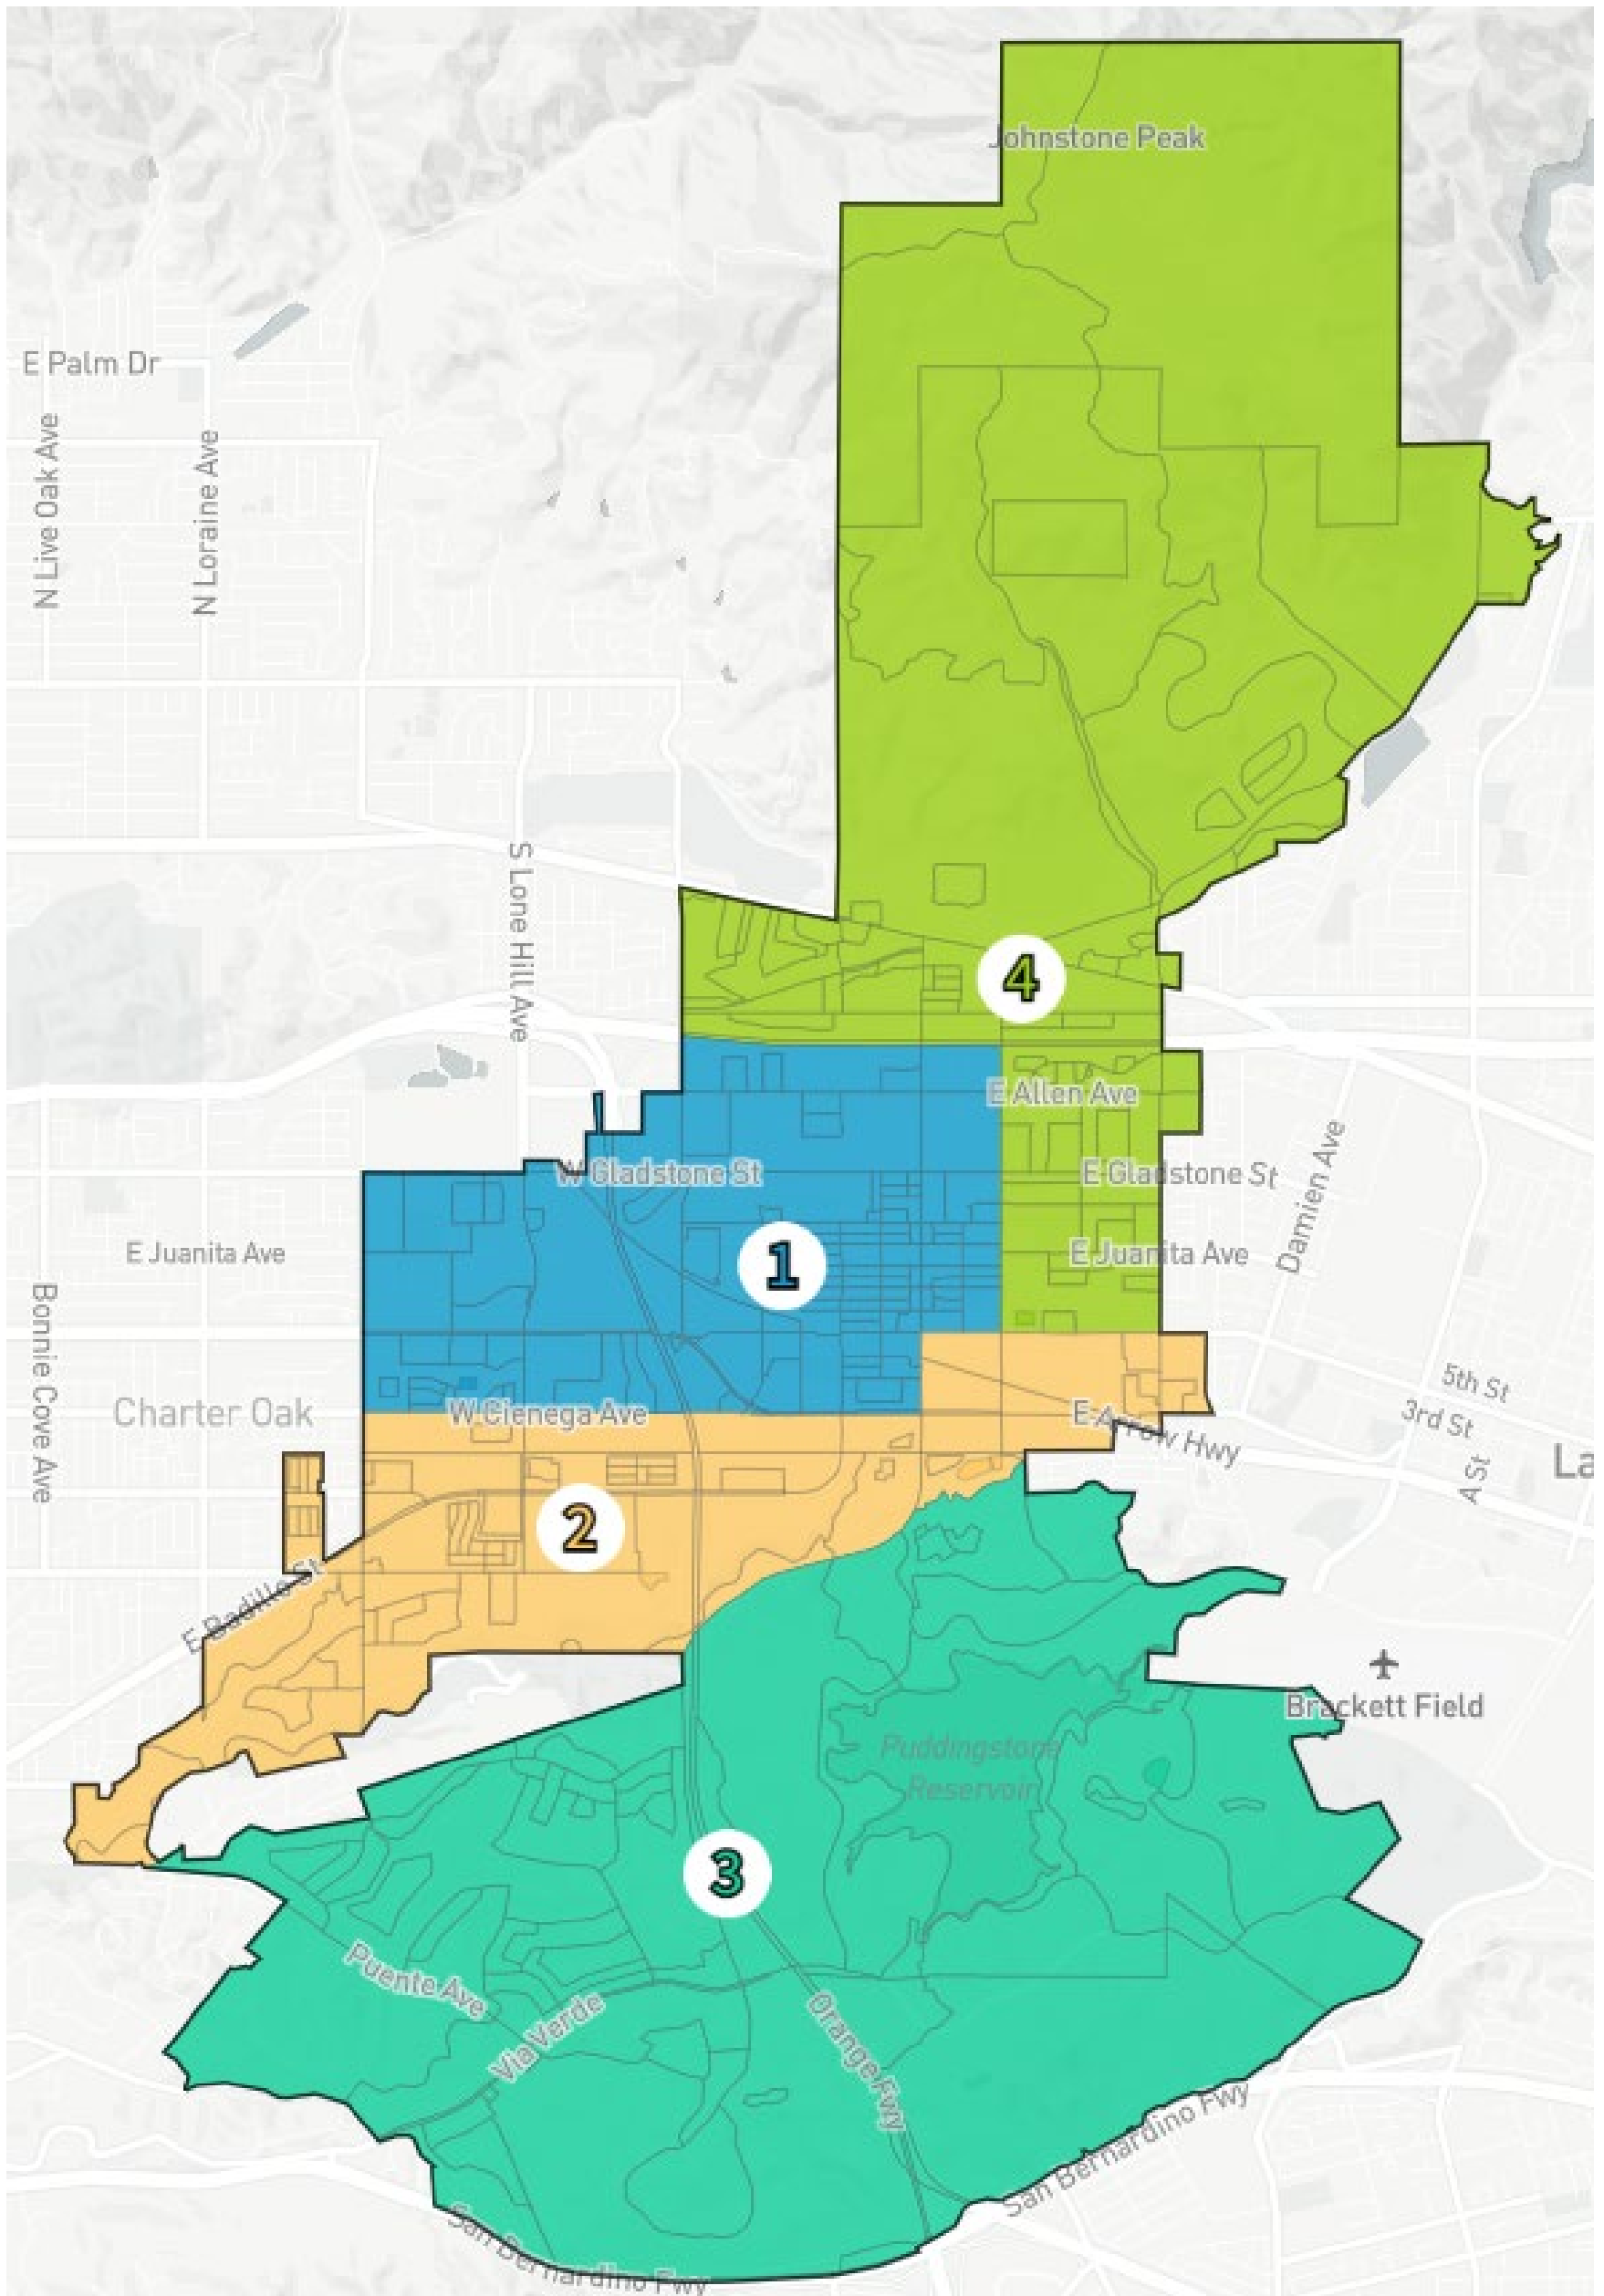 Johnstone Peak
E Palm Dr
N Live Oak Ave
N Loraine Ave
S Lone Hill Ave
4
E Allen Ave
W Gladstone St
E Gladstone St
Damien Ave
E Juanita Ave
1
E Juanita Ave
Bonnie Cove Ave
Charter Oak
W Cienega Ave
E Arrow Hwy
5th St
3rd St
A St
La
2
E Badillo St
Brackett Field
Puddingstone
Reservoir
3
Puente Ave
Via Verde
Orange Fwy
San Bernardino Fwy
San Bernardino Fwy